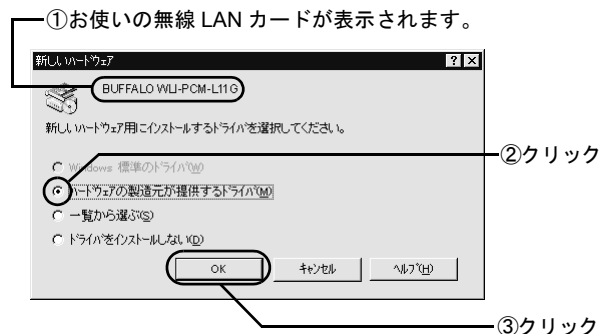 ①お使いの無線 LAN カードが表示されます。
新しいハードウェア
BUFFALO WLI-PCM-L11G
新しいハードウェア用にインストールするドライバを選択してください。
Windows 標準のドライバ(W)
②クリック
ハードウェアの製造元が提供するドライバ(M)
一覧から選ぶ(S)
ドライバをインストールしない(D)
OK キャンセル ヘルプ(H)
③クリック